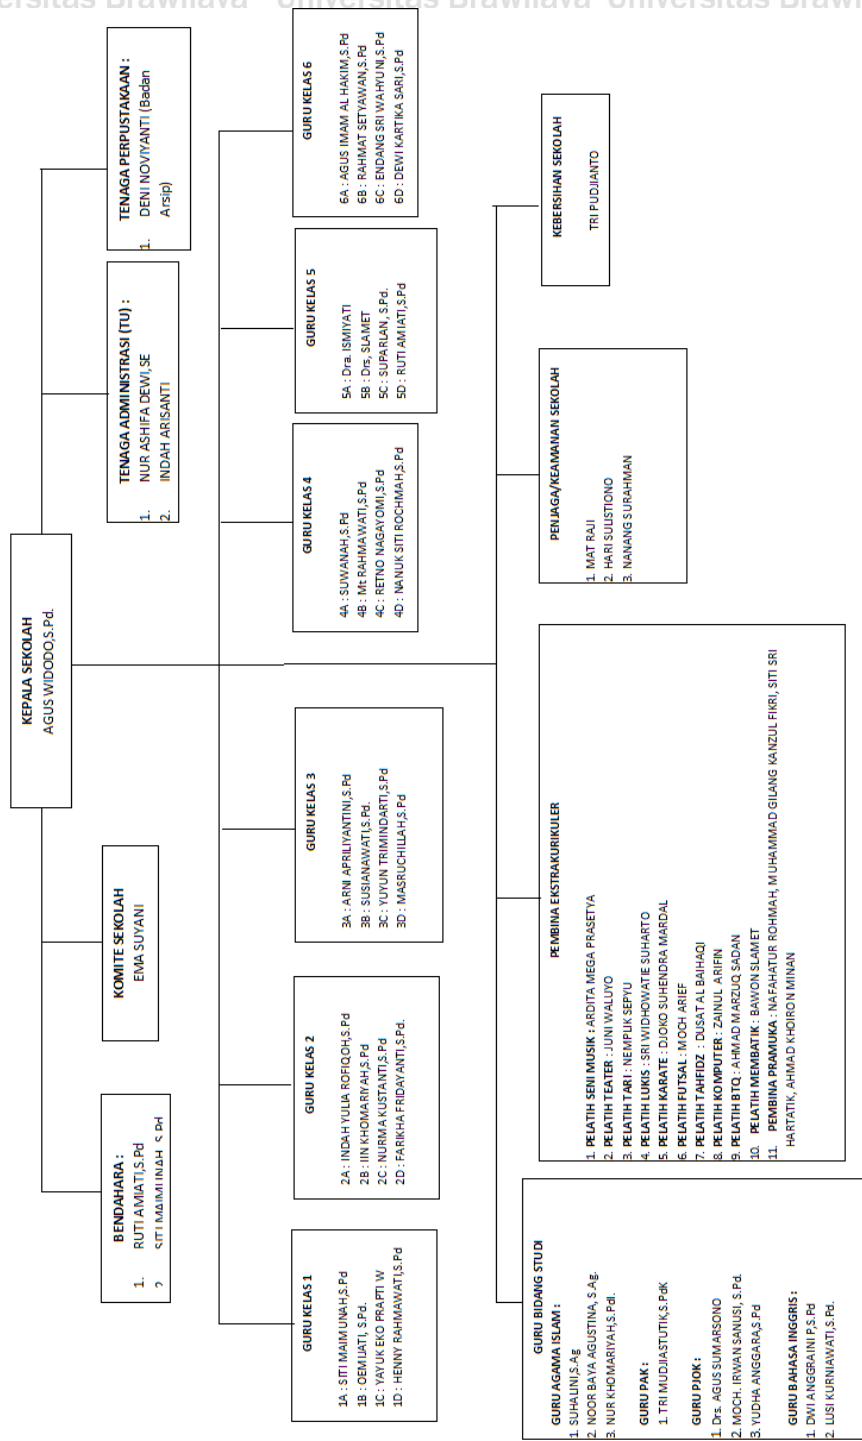 KEPALA SEKOLAH
AGUS WIDODO,S.Pd.
BENDAHARA :
1. RUTI AMIATI,S.Pd
2 SITI MAIMUNAH S Pd
KOMITE SEKOLAH
EMA SUYANI
TENAGA ADMINISTRASI (TU) :
1. NUR ASHIFA DEWI,SE
2. INDAH ARISANTI
TENAGA PERPUSTAKAAN :
1. DENI NOVIYANTI (Badan
Arsip)
GURU KELAS 1
1A : SITI MAIMUNAH,S.Pd
1B : OEMIJATI, S.Pd.
1C : YAYUK EKO PRAPTI W
1D : HENNY RAHMAWATI,S.Pd
GURU KELAS 2
2A : INDAH YULIA ROFIQOH,S.Pd
2B : IIN KHOMARIYAH,S.Pd
2C : NURMA KUSTANTI,S.Pd
2D : FARIKHA FRIDAYANTI,S.Pd.
GURU KELAS 3
3A : ARNI APRILIYANTINI,S.Pd
3B : SUSIANAWATI,S.Pd.
3C : YUYUN TRIMINDARTI,S.Pd
3D : MASRUCHILLAH,S.Pd
GURU KELAS 4
4A : SUWANAH,S.Pd
4B : Mt RAHMAWATI,S.Pd
4C : RETNO NAGAYOMI,S.Pd
4D : NANUK SITI ROCHMAH,S.Pd
GURU KELAS 5
5A : Dra. ISMIYATI
5B : Drs, SLAMET
5C : SUPARLAN, S.Pd.
5D : RUTI AMIATI,S.Pd
GURU KELAS 6
6A : AGUS IMAM AL HAKIM,S.Pd
6B : RAHMAT SETYAWAN,S.Pd
6C : ENDANG SRI WAHYUNI,S.Pd
6D : DEWI KARTIKA SARI,S.Pd
GURU BIDANG STUDI
GURU AGAMA ISLAM :
1. SUHALINI,S.Ag
2. NOOR BAYA AGUSTINA, S.Ag.
3. NUR KHOMARIYAH,S.PdI.
GURU PAK :
1. TRI MUDJIASTUTIK,S.PdK
GURU PJOK :
1. Drs. AGUS SUMARSONO
2. MOCH. IRWAN SANUSI, S.Pd.
3. YUDHA ANGGARA,S.Pd
GURU BAHASA INGGRIS :
1. DWI ANGGRAINI P,S.Pd
2. LUSI KURNIAWATI,S.Pd.
PEMBINA EKSTRAKURIKULER
1. PELATIH SENI MUSIK : ARDITA MEGA PRASETYA
2. PELATIH TEATER : JUNI WALUYO
3. PELATIH TARI : NEMPLIK SEPYU
4. PELATIH LUKIS : SRI WIDHOWATIE SUHARTO
5. PELATIH KARATE : DJOKO SUHENDRA MARDAL
6. PELATIH FUTSAL : MOCH ARIEF
7. PELATIH TAHFIDZ : DUSAT AL BAIHAQI
8. PELATIH KOMPUTER : ZAINUL ARIFIN
9. PELATIH BTQ : AHMAD MARZUQ SADAN
10. PELATIH MEMBATIK : BAWON SLAMET
11. PEMBINA PRAMUKA : NAFAHATUR ROHMAH, MUHAMMAD GILANG KANZUL FIKRI, SITI SRI
HARTATIK, AHMAD KHOIRON MINAN
PENJAGA/KEAMANAN SEKOLAH
1. MAT RAJI
2. HARI SULISTIONO
3. NANANG SURAHMAN
KEBERSIHAN SEKOLAH
TRI PUDJIANTO
Universitas Brawijaya